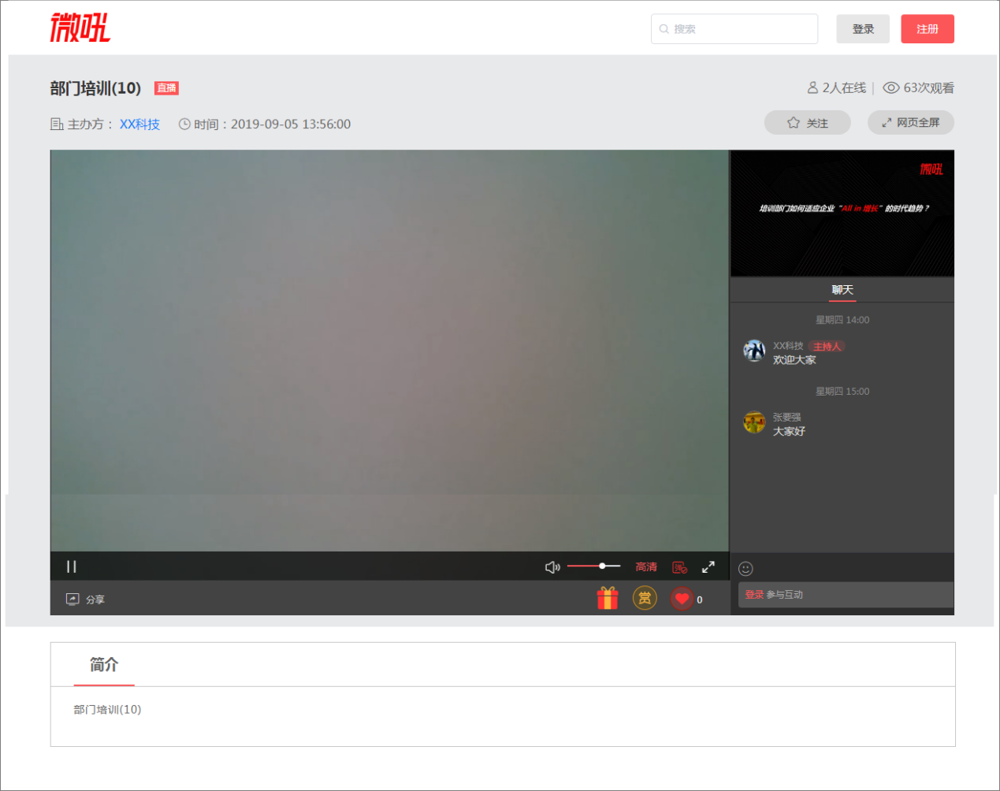 微吼
搜索
登录
注册
部门培训(10) 直播
2人在线 | 63次观看
主办方： XX科技 时间：2019-09-05 13:56:00
关注
网页全屏
微吼
培训部门如何适应企业“All in 增长”的时代趋势？
聊天
星期四 14:00
XX科技 主持人
欢迎大家
星期四 15:00
张要强
大家好
高清
分享
赏
0
登录 参与互动
简介
部门培训(10)